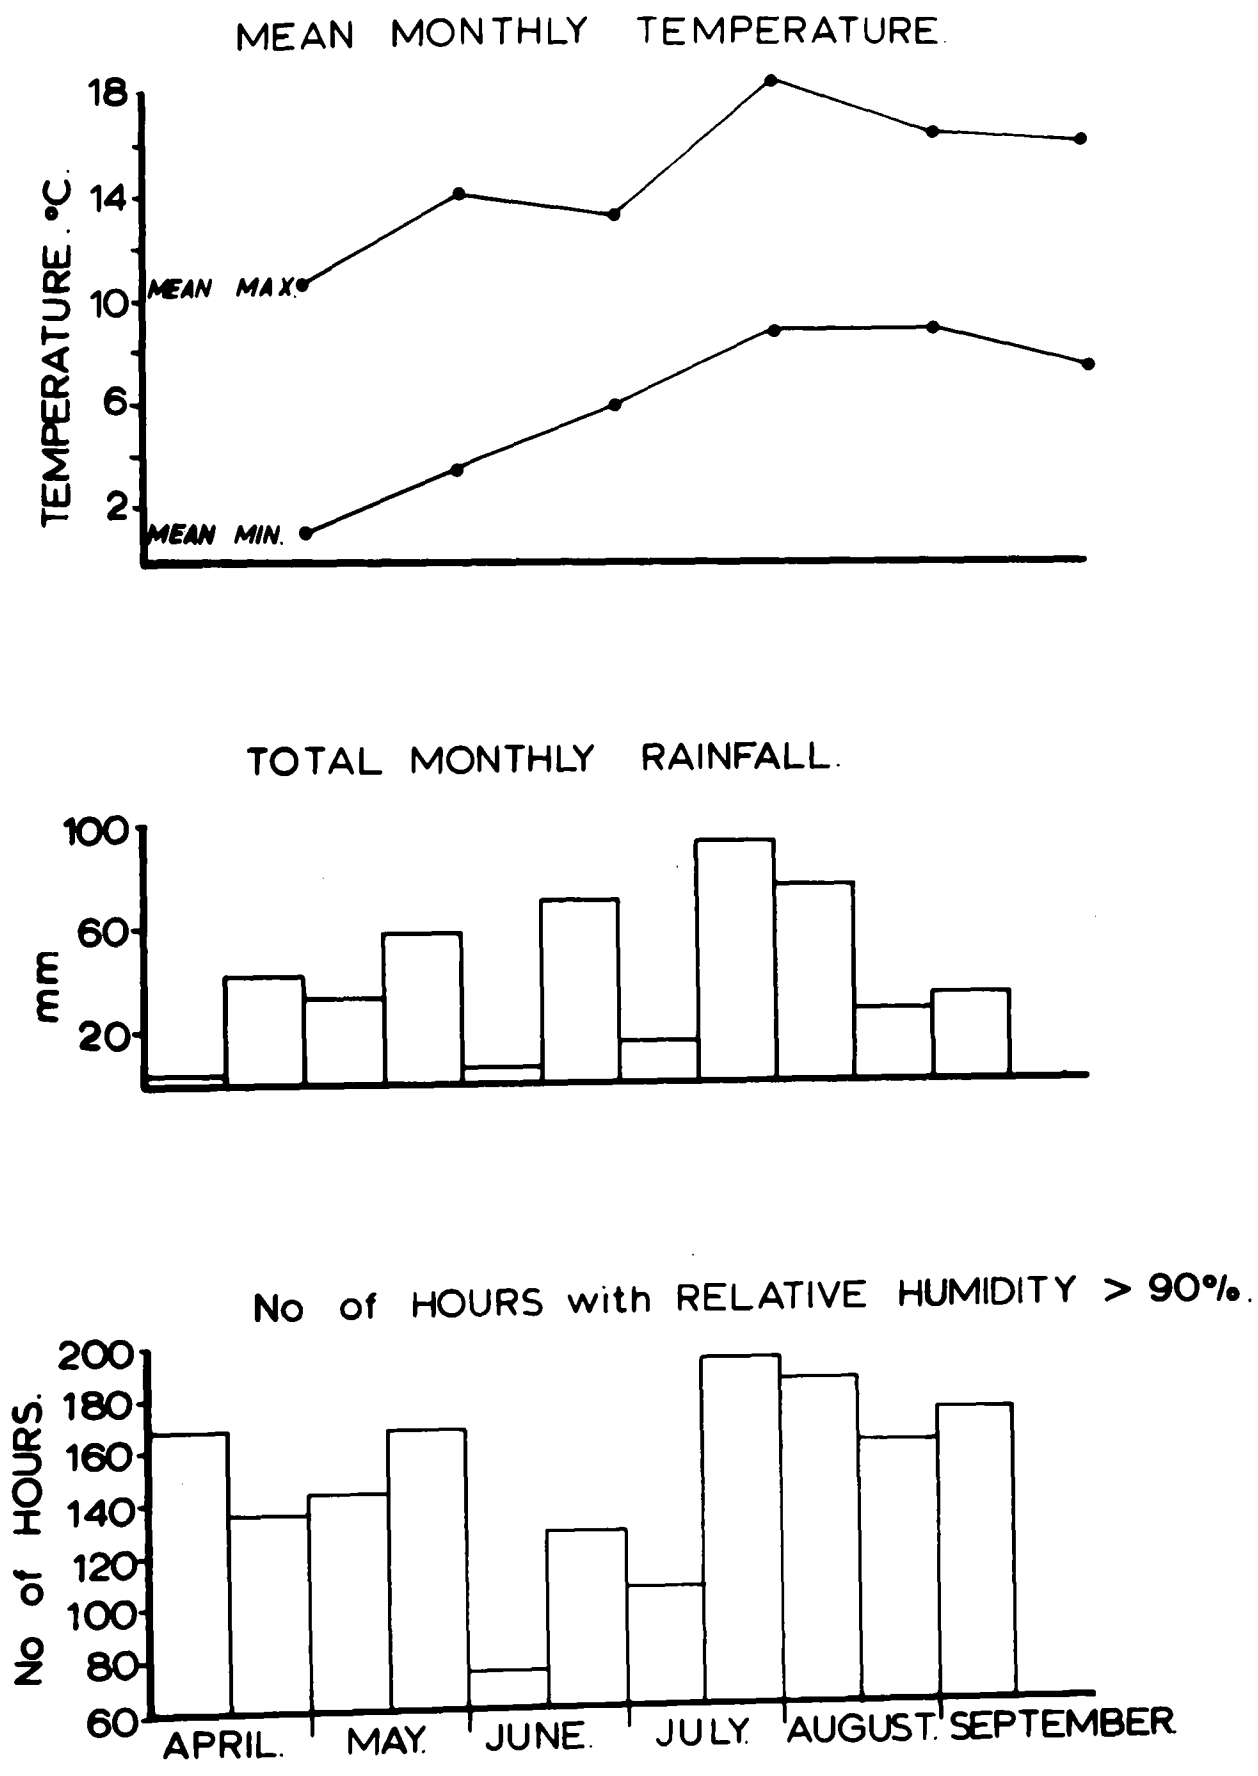 MEAN MONTHLY TEMPERATURE.
18
14
10
6
2
TEMPERATURE. °C.
MEAN MAX.
MEAN MIN.
TOTAL MONTHLY RAINFALL.
100
60
20
mm
No of HOURS with RELATIVE HUMIDITY > 90%.
200
180
160
140
120
100
80
60
No of HOURS.
APRIL. MAY. JUNE. JULY. AUGUST. SEPTEMBER.